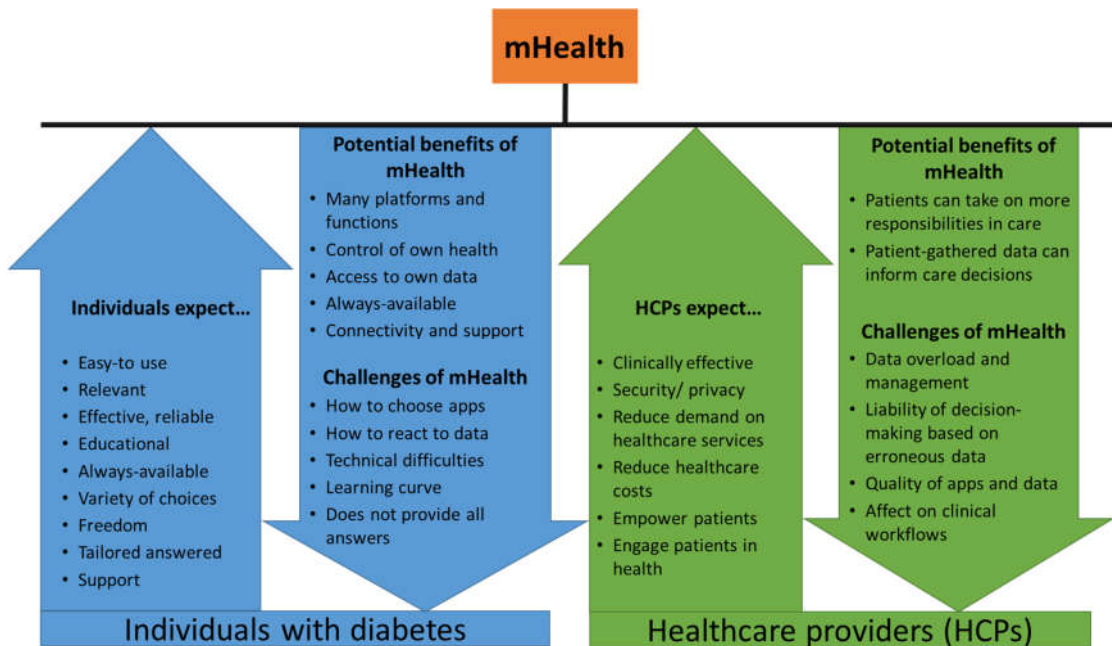 mHealth
Individuals expect...
• Easy-to use
• Relevant
• Effective, reliable
• Educational
• Always-available
• Variety of choices
• Freedom
• Tailored answered
• Support
Potential benefits of
mHealth
• Many platforms and
functions
• Control of own health
• Access to own data
• Always-available
• Connectivity and support
Challenges of mHealth
• How to choose apps
• How to react to data
• Technical difficulties
• Learning curve
• Does not provide all
answers
Individuals with diabetes
HCPs expect...
• Clinically effective
• Security/ privacy
• Reduce demand on
healthcare services
• Reduce healthcare
costs
• Empower patients
• Engage patients in
health
Potential benefits of
mHealth
• Patients can take on more
responsibilities in care
• Patient-gathered data can
inform care decisions
Challenges of mHealth
• Data overload and
management
• Liability of decision-
making based on
erroneous data
• Quality of apps and data
• Affect on clinical
workflows
Healthcare providers (HCPs)